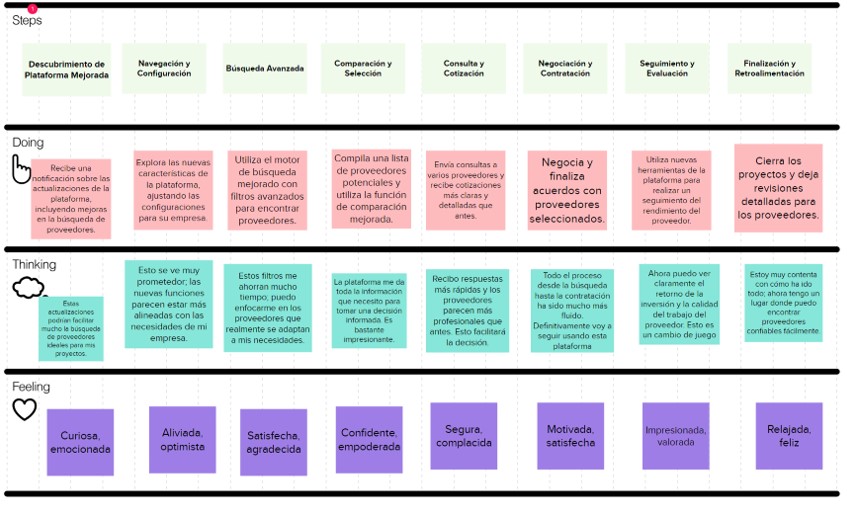 1
Steps
Descubrimiento de
Plataforma Mejorada
Navegación y
Configuración
Búsqueda Avanzada
Comparación y
Selección
Consulta y
Cotización
Negociación y
Contratación
Seguimiento y
Evaluación
Finalización y
Retroalimentación
Doing
Recibe una
notificación sobre las
actualizaciones de la
plataforma,
incluyendo mejoras
en la búsqueda de
proveedores.
Explora las nuevas
características de
la plataforma,
ajustando las
configuraciones
para su empresa.
Utiliza el motor
de búsqueda
mejorado con
filtros avanzados
para encontrar
proveedores.
Compila una lista
de proveedores
potenciales y
utiliza la función
de comparación
mejorada.
Envía consultas a
varios proveedores y
recibe cotizaciones
más claras y
detalladas que
antes.
Negocia y
finaliza
acuerdos con
proveedores
seleccionados.
Utiliza nuevas
herramientas de la
plataforma para
realizar un
seguimiento del
rendimiento del
proveedor.
Cierra los
proyectos y deja
revisiones
detalladas para
los proveedores.
Thinking
Estas
actualizaciones
podrían facilitar
mucho la búsqueda
de proveedores
ideales para mis
proyectos.
Esto se ve muy
prometedor; las
nuevas funciones
parecen estar más
alineadas con las
necesidades de mi
empresa.
Estos filtros me
ahorran mucho
tiempo; puedo
enfocarme en los
proveedores que
realmente se adaptan
a mis necesidades.
La plataforma me da
toda la información
que necesito para
tomar una decisión
informada. Es
bastante
impresionante.
Recibo respuestas
más rápidas y los
proveedores
parecen más
profesionales que
antes. Esto facilitará
la decisión.
Todo el proceso
desde la búsqueda
hasta la contratación
ha sido mucho más
fluido.
Definitivamente voy a
seguir usando esta
plataforma
Ahora puedo ver
claramente el
retorno de la
inversión y la calidad
del trabajo del
proveedor. Esto es
un cambio de juego
Estoy muy contenta
con cómo ha ido
todo; ahora tengo un
lugar donde puedo
encontrar
proveedores
confiables fácilmente.
Feeling
Curiosa,
emocionada
Aliviada,
optimista
Satisfecha,
agradecida
Confidente,
empoderada
Segura,
complacida
Motivada,
satisfecha
Impresionada,
valorada
Relajada,
feliz